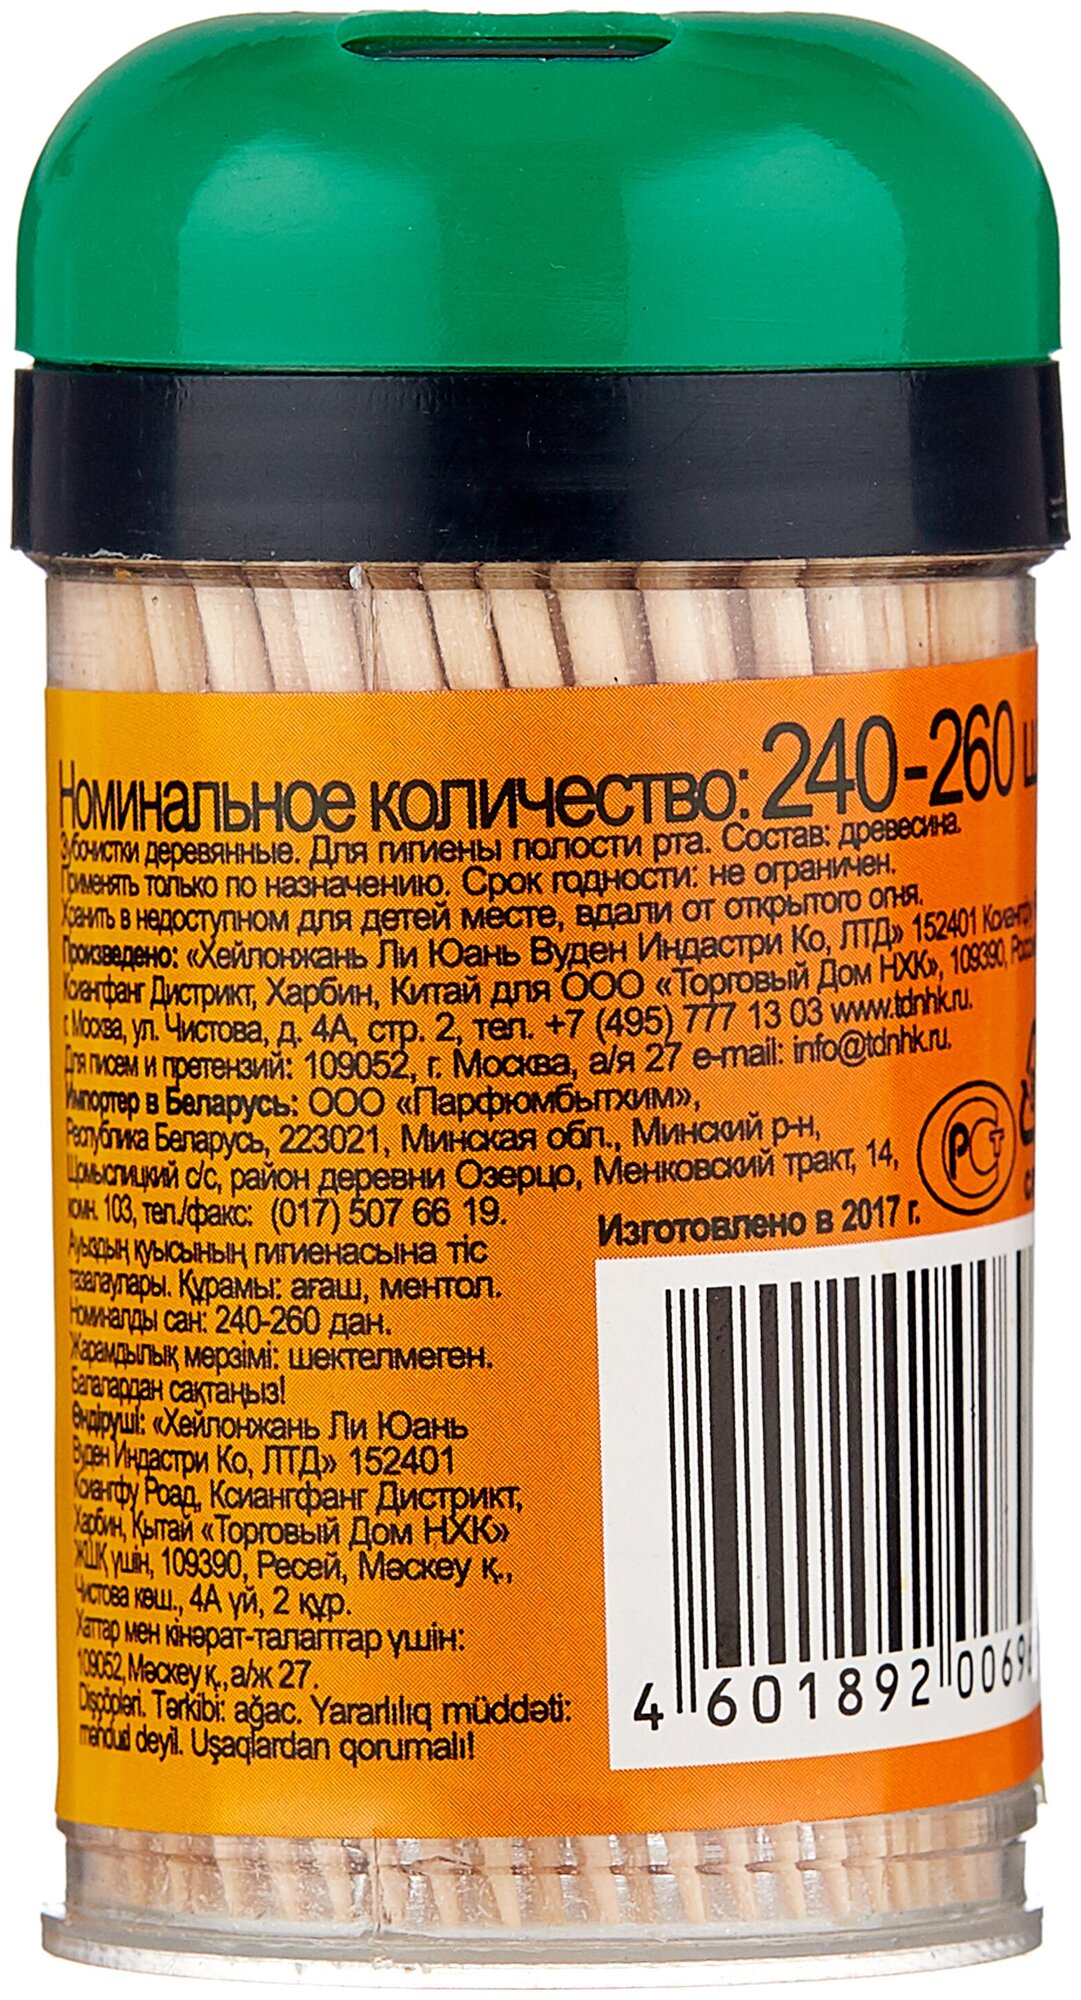 Номинальное количество: 240-260 ш
Зубочистки деревянные. Для гигиены полости рта. Состав: древесина.
Применять только по назначению. Срок годности: не ограничен.
Хранить в недоступном для детей месте, вдали от открытого огня.
Произведено: «Хейлонжань Ли Юань Вуден Индастри Ко, ЛТД» 152401 Ксиангфу
Ксиангфанг Дистрикт, Харбин, Китай для ООО «Торговый Дом НХК», 109390, Росс
г. Москва, ул. Чистова, д. 4А, стр. 2, тел. +7 (495) 777 13 03 www.tdnhk.ru.
Для писем и претензий: 109052, г. Москва, а/я 27 e-mail: info@tdnhk.ru.
Импортер в Беларусь: ООО «Парфюмбытхим»,
Республика Беларусь, 223021, Минская обл., Минский р-н,
Щомыслицкий с/с, район деревни Озерцо, Менковский тракт, 14,
комн. 103, тел./факс: (017) 507 66 19.
РСТ
Изготовлено в 2017 г.
Ауыздың қуысының гигиенасына тіс
тазалаулары. Құрамы: ағаш, ментол.
Номиналды сан: 240-260 дан.
Жарамдылық мерзімі: шектелмеген.
Балалардан сақтаңыз!
Өндіруші: «Хейлонжань Ли Юань
Вуден Индастри Ко, ЛТД» 152401
Ксиангфу Роад, Ксиангфанг Дистрикт,
Харбин, Қытай «Торговый Дом НХК»
ЖШҚ үшін, 109390, Ресей, Мәскеу қ.,
Чистова көш., 4А үй, 2 құр.
Хаттар мен кінәрат-талаптар үшін:
109052, Мәскеу қ., а/ж 27.
Dişçöpləri. Tərkibi: ağac. Yararlılıq müddəti:
məhdud deyil. Uşaqlardan qorumalı!
4 601892 00696